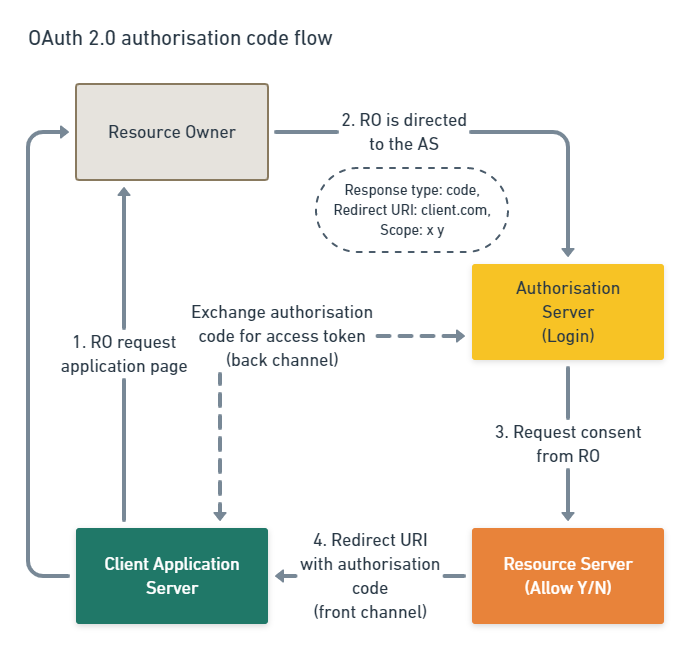 OAuth 2.0 authorisation code flow
Resource Owner
2. RO is directed
to the AS
Response type: code,
Redirect URI: client.com,
Scope: x y
Authorisation
Server
(Login)
Exchange authorisation
code for access token
(back channel)
1. RO request
application page
3. Request consent
from RO
Client Application
Server
4. Redirect URI
with authorisation
code
(front channel)
Resource Server
(Allow Y/N)